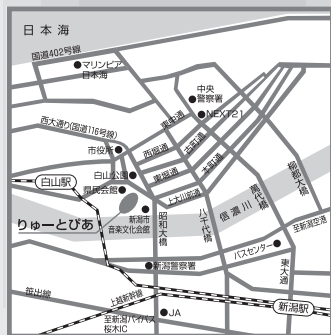 日本海
国道402号線
マリンピア
日本海
中央
警察署
NEXT21
西大通り(国道116号線)
東中通
市役所
西堀通
古町通
本町通
東堀通
白山公園
白山駅
県民会館
上大川前通
りゅーとぴあ
新潟市
音楽文化会館
昭和大橋
八千代橋
信濃川
萬代橋
柳都大橋
至新潟空港
バスセンター
東大通
新潟警察署
笹出線
上越新幹線
至新潟バイパス
桜木IC
JA
新潟駅